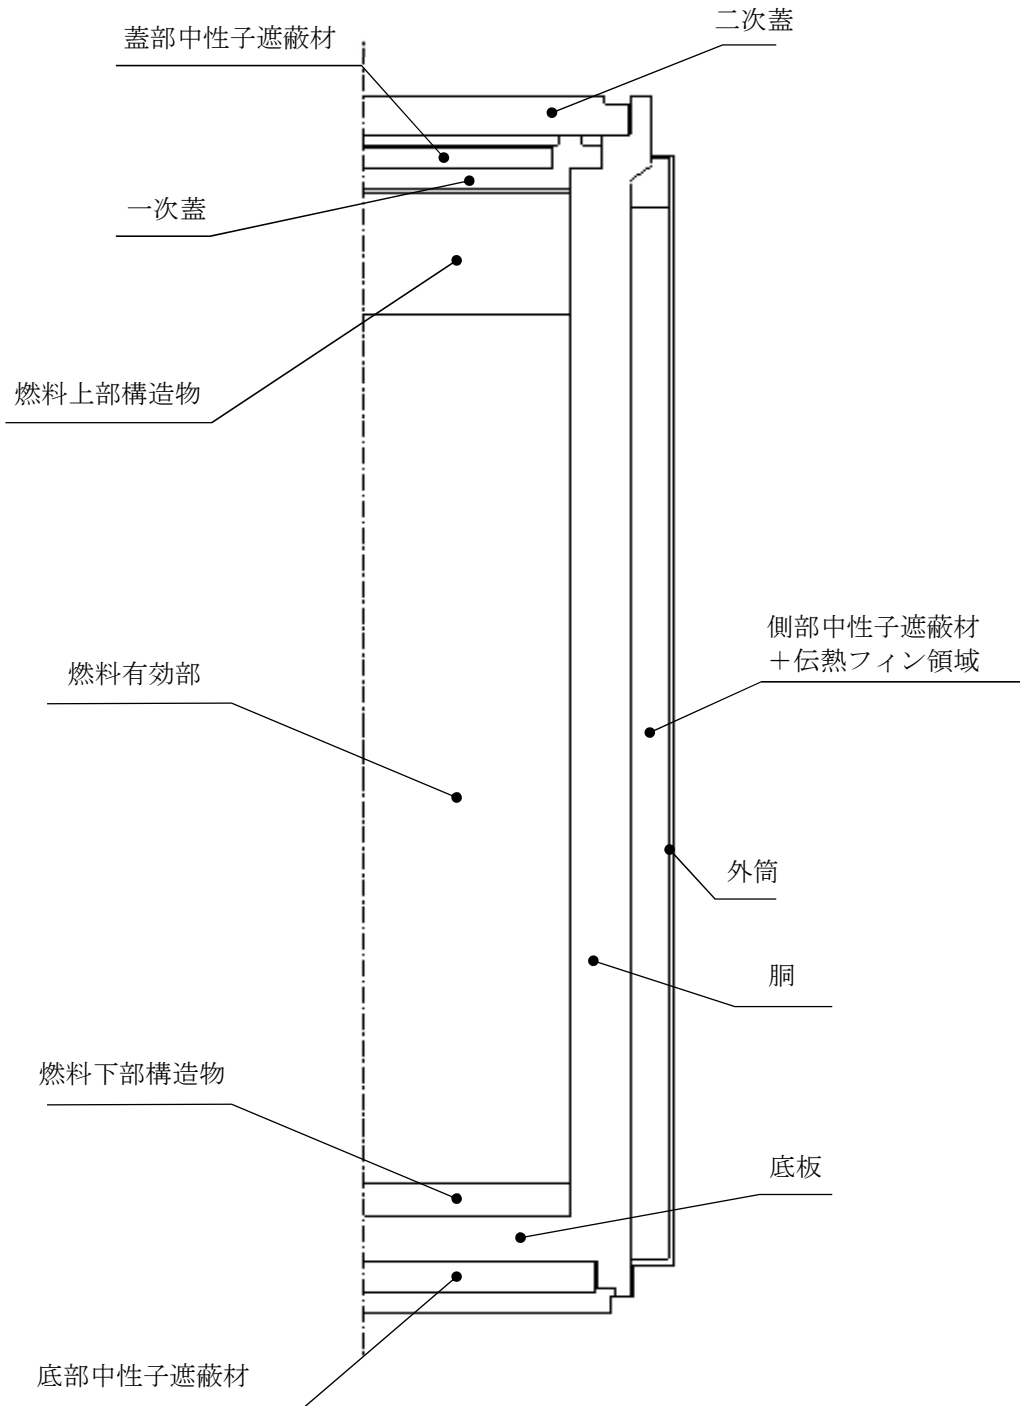 二次蓋
蓋部中性子遮蔽材
一次蓋
燃料上部構造物
側部中性子遮蔽材
＋伝熱フィン領域
燃料有効部
外筒
胴
燃料下部構造物
底板
底部中性子遮蔽材